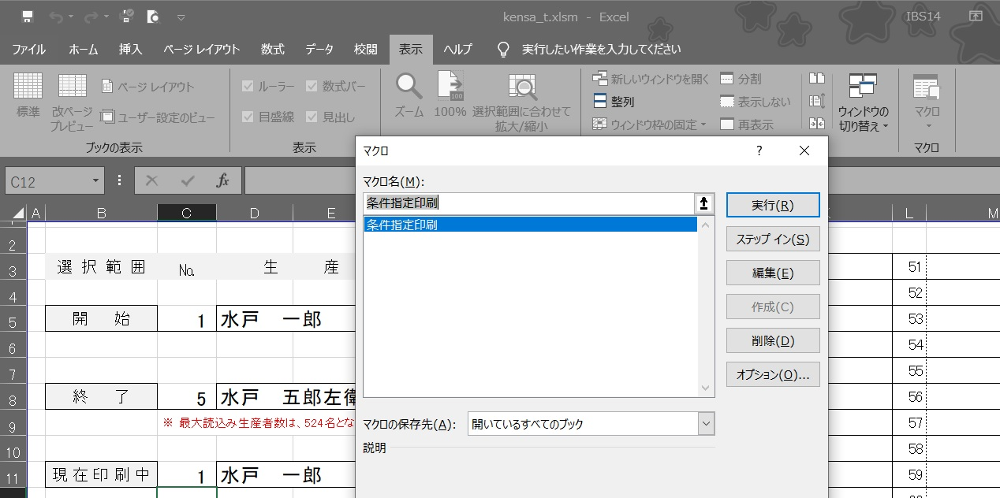 kensa_t.xlsm - Excel
IBS14
ファイル ホーム 挿入 ページ レイアウト 数式 データ 校閲 表示 ヘルプ 実行したい作業を入力してください
標準
改ページ
プレビュー
ページ レイアウト
ユーザー設定のビュー
ブックの表示
ルーラー 数式バー
目盛線 見出し
表示
ズーム
100
100%
選択範囲に合わせて
拡大/縮小
新しいウィンドウを開く
整列
ウィンドウ枠の固定
分割
表示しない
再表示
ウィンドウの
切り替え
マクロ
マクロ
C12
fx
A B C D E
L M
2
3 選択範囲 No. 生 産
4
5 開 始 1 水戸 一郎
6
7
8 終 了 5 水戸 五郎左衛
9 ※ 最大読込み生産者数は、524名とな
10
11 現在印刷中 1 水戸 一郎
マクロ
?
マクロ名(M):
条件指定印刷
条件指定印刷
実行(R)
ステップ イン(S)
編集(E)
作成(C)
削除(D)
オプション(O)...
マクロの保存先(A): 開いているすべてのブック
説明
51
52
53
54
55
56
57
58
59